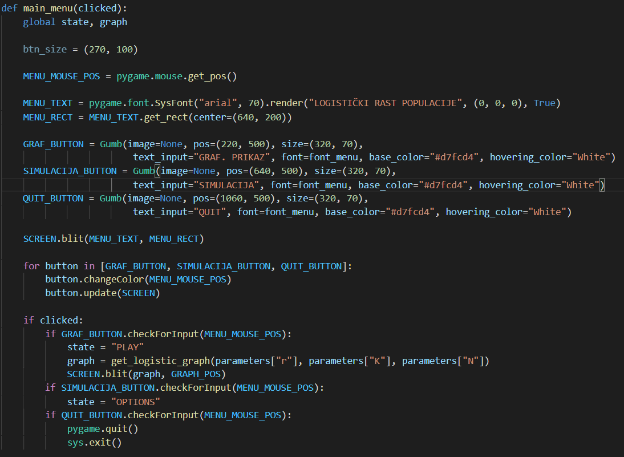 def main_menu(clicked):
    global state, graph

    btn_size = (270, 100)

    MENU_MOUSE_POS = pygame.mouse.get_pos()

    MENU_TEXT = pygame.font.SysFont("arial", 70).render("LOGISTIČKI RAST POPULACIJE", (0, 0, 0), True)
    MENU_RECT = MENU_TEXT.get_rect(center=(640, 200))

    GRAF_BUTTON = Gumb(image=None, pos=(220, 500), size=(320, 70),
                        text_input="GRAF. PRIKAZ", font=font_menu, base_color="#d7fcd4", hovering_color="White")
    SIMULACIJA_BUTTON = Gumb(image=None, pos=(640, 500), size=(320, 70),
                        text_input="SIMULACIJA", font=font_menu, base_color="#d7fcd4", hovering_color="White")
    QUIT_BUTTON = Gumb(image=None, pos=(1060, 500), size=(320, 70),
                        text_input="QUIT", font=font_menu, base_color="#d7fcd4", hovering_color="White")

    SCREEN.blit(MENU_TEXT, MENU_RECT)

    for button in [GRAF_BUTTON, SIMULACIJA_BUTTON, QUIT_BUTTON]:
        button.changeColor(MENU_MOUSE_POS)
        button.update(SCREEN)

    if clicked:
        if GRAF_BUTTON.checkForInput(MENU_MOUSE_POS):
            state = "PLAY"
            graph = get_logistic_graph(parameters["r"], parameters["K"], parameters["N"])
            SCREEN.blit(graph, GRAPH_POS)
        if SIMULACIJA_BUTTON.checkForInput(MENU_MOUSE_POS):
            state = "OPTIONS"
        if QUIT_BUTTON.checkForInput(MENU_MOUSE_POS):
            pygame.quit()
            sys.exit()